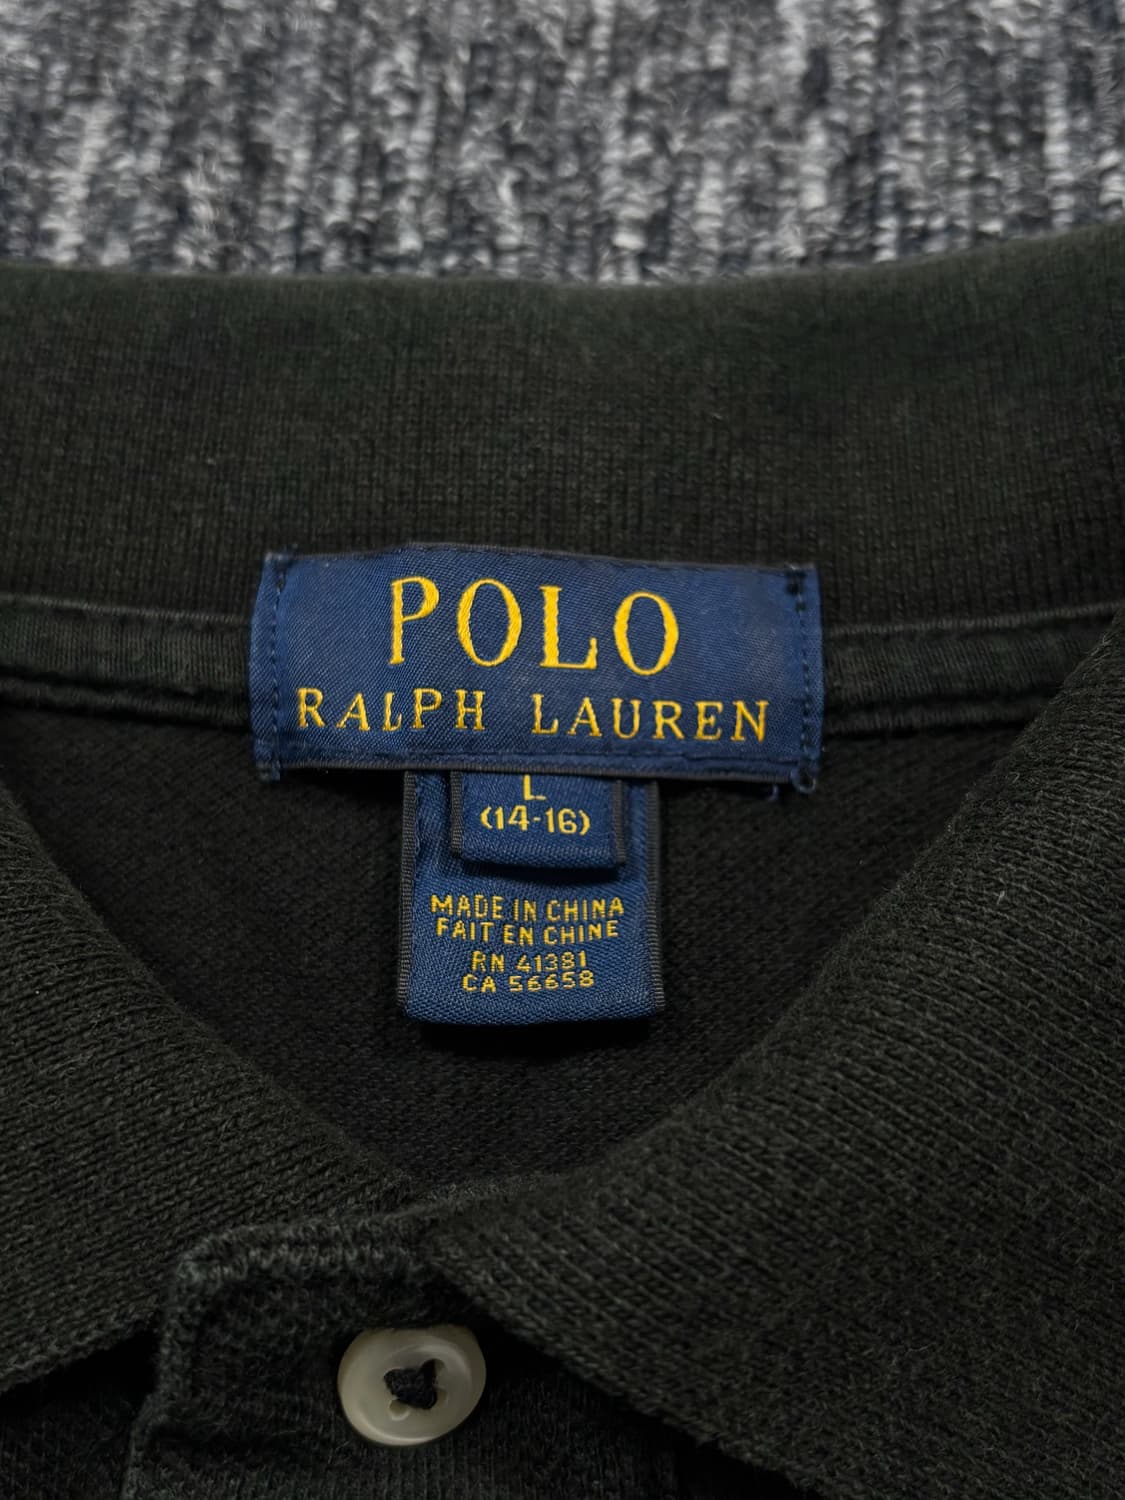 POLO
RALPH LAUREN
L
(14-16)
MADE IN CHINA
FAIT EN CHINE
RN 41381
CA 56658